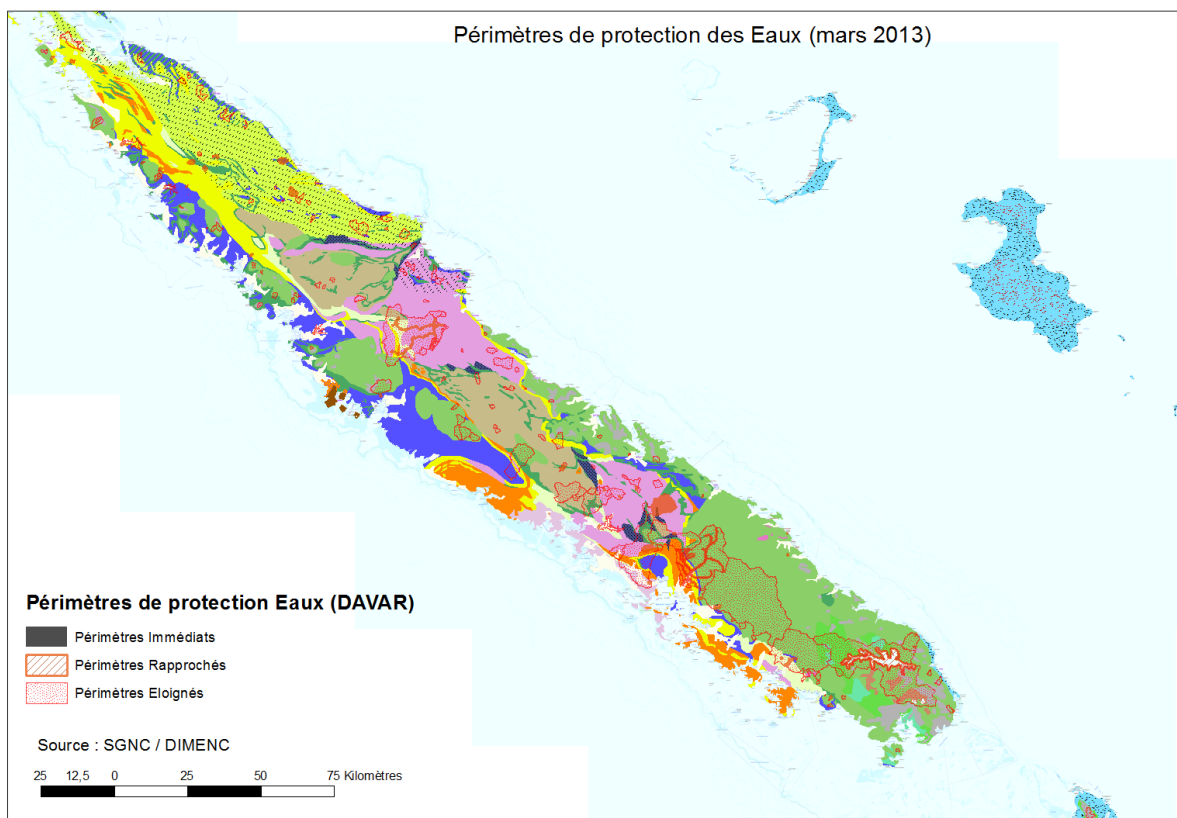 Périmètres de protection des Eaux (mars 2013)
Périmètres de protection Eaux (DAVAR)
Périmètres Immédiats
Périmètres Rapprochés
Périmètres Eloignés
Source : SGNC / DIMENC
25 12,5 0 25 50 75 Kilomètres